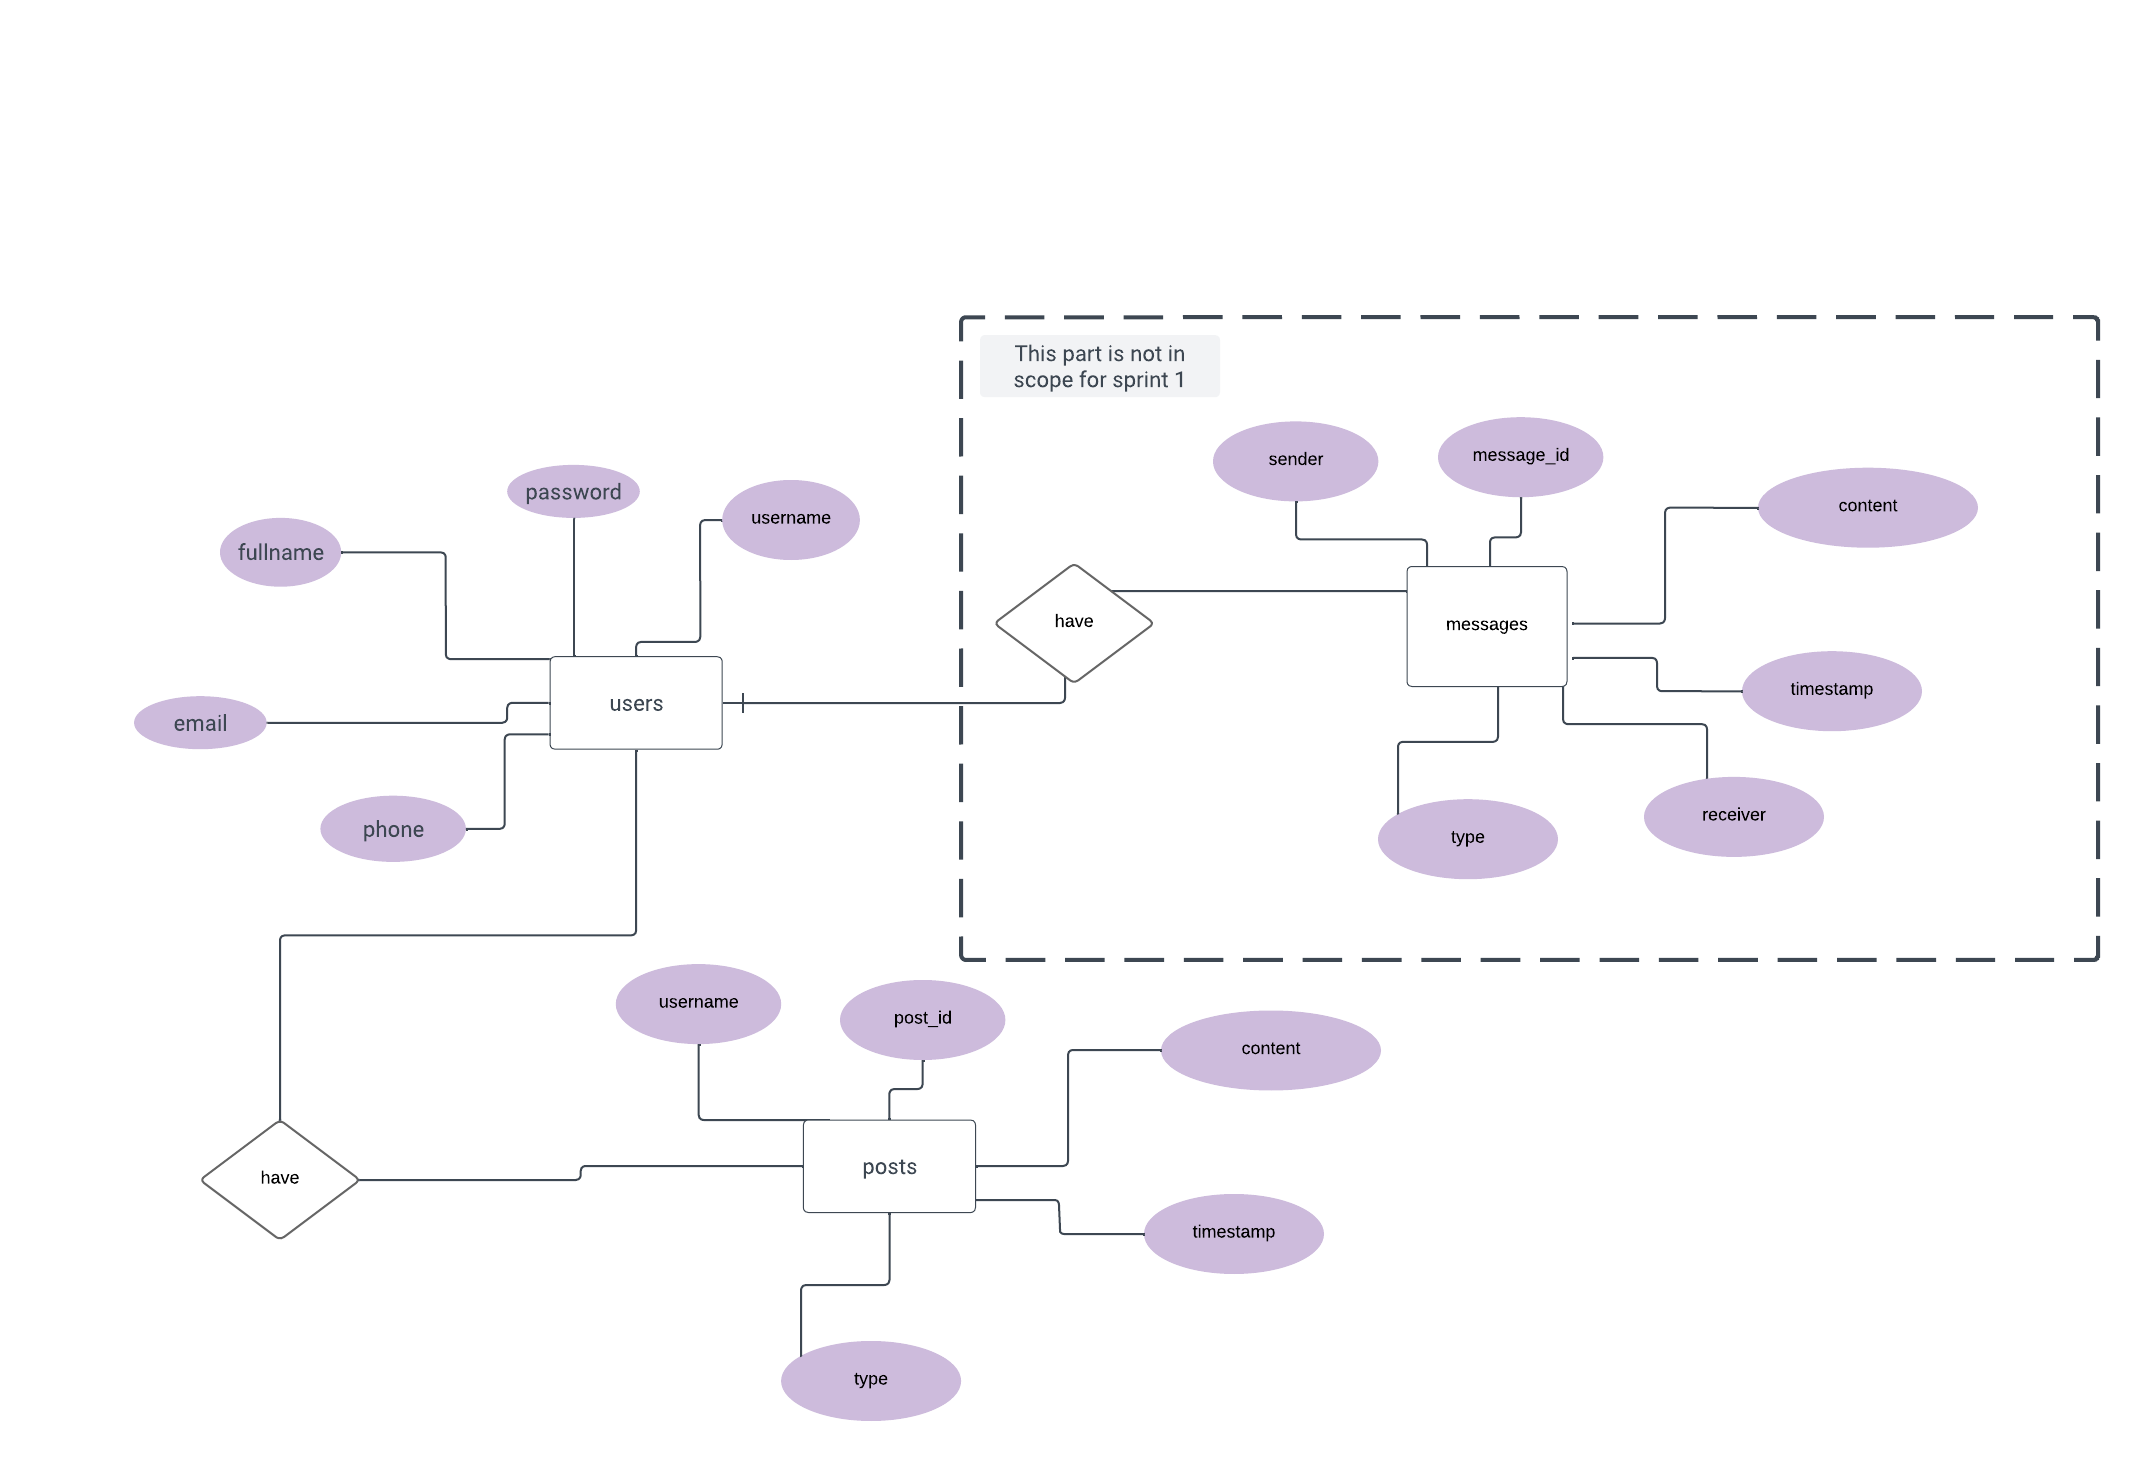 This part is not in
scope for sprint 1
sender
message_id
content
password
username
fullname
have
messages
users
timestamp
email
receiver
phone
type
username
post_id
content
have
posts
timestamp
type